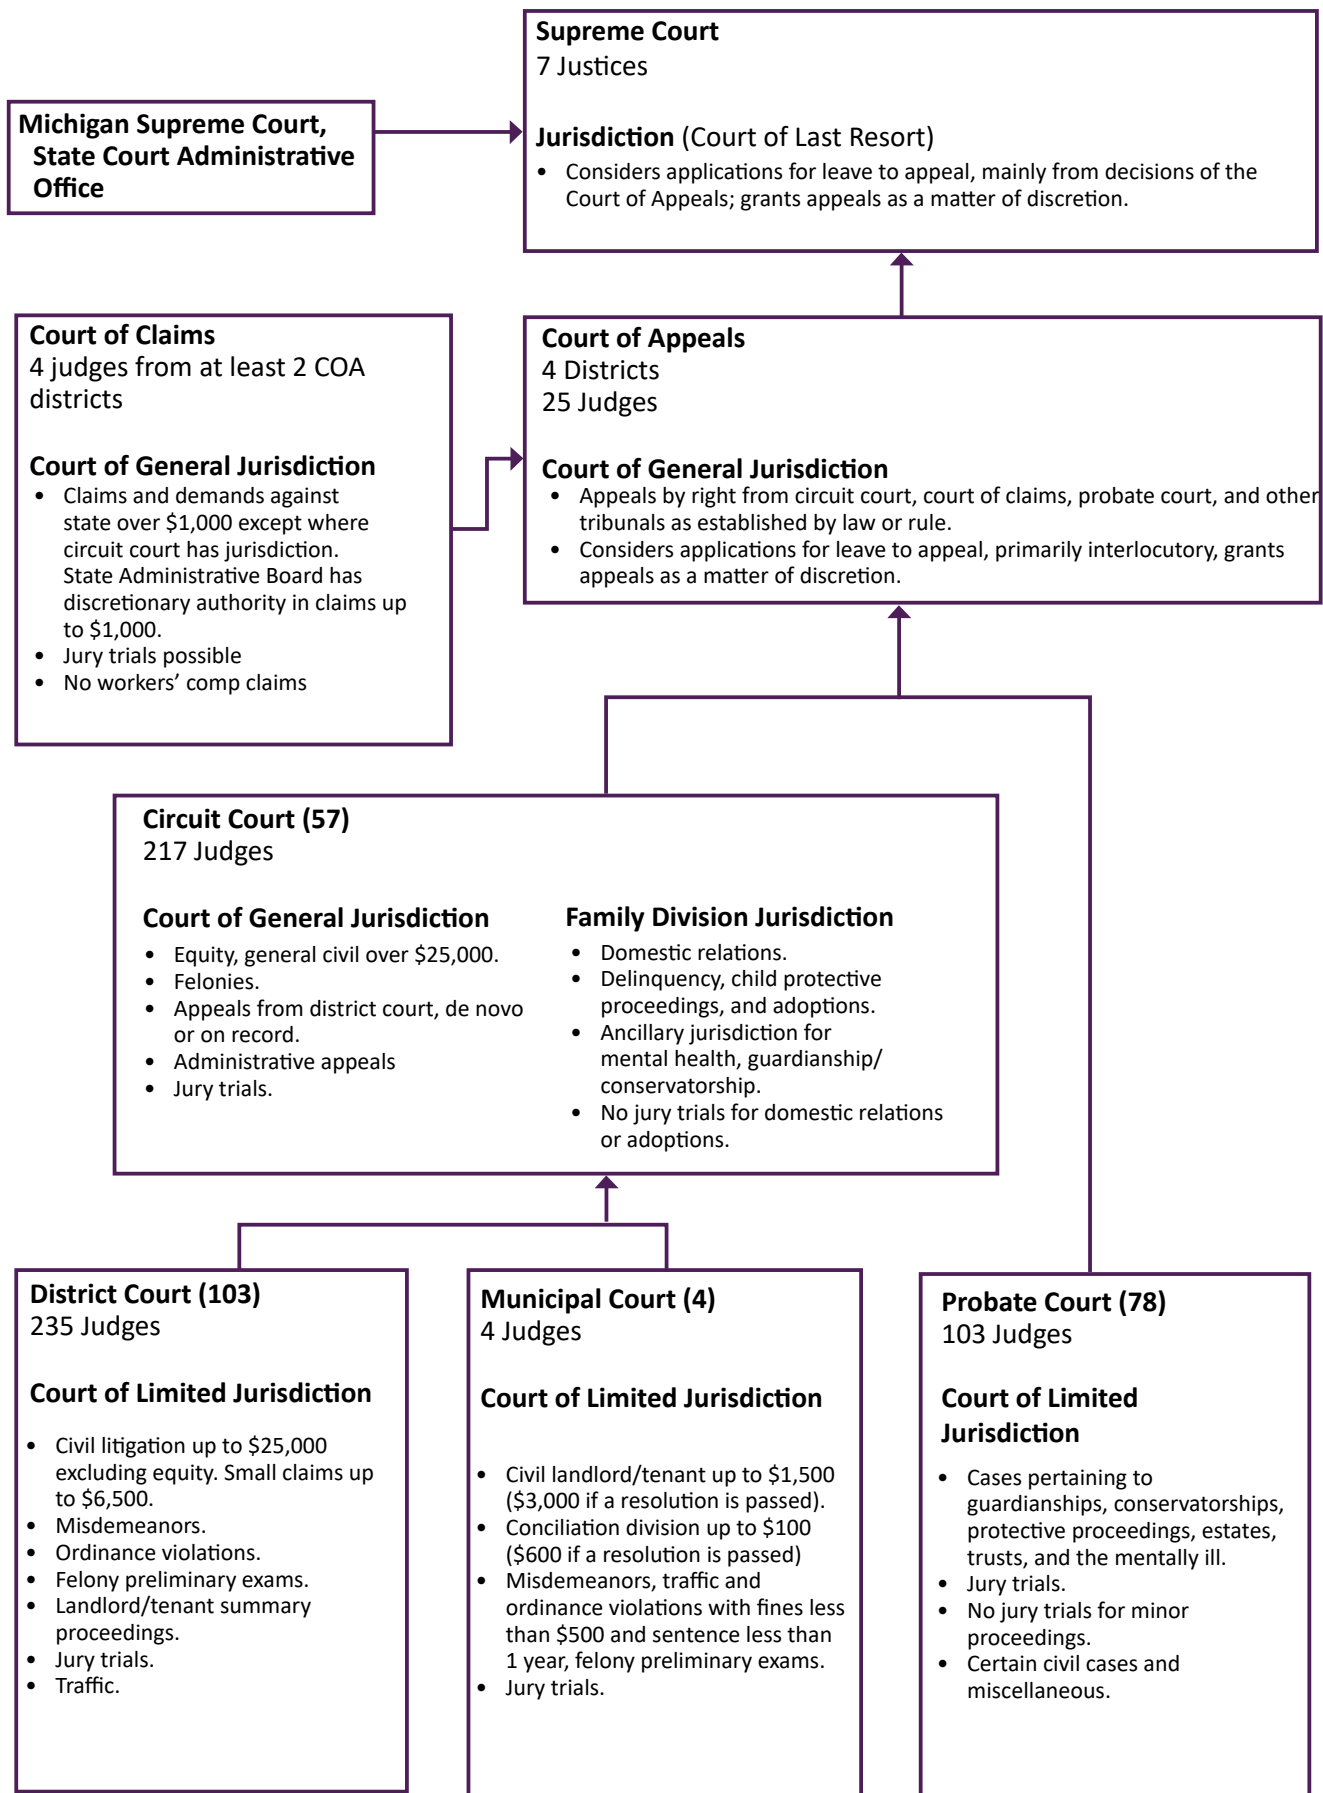 Supreme Court
7 Justices
Jurisdiction (Court of Last Resort)
• Considers applications for leave to appeal, mainly from decisions of the
Court of Appeals; grants appeals as a matter of discretion.
Michigan Supreme Court,
State Court Administrative
Office
Court of Claims
4 judges from at least 2 COA
districts
Court of General Jurisdiction
• Claims and demands against
state over $1,000 except where
circuit court has jurisdiction.
State Administrative Board has
discretionary authority in claims up
to $1,000.
• Jury trials possible
• No workers’ comp claims
Court of Appeals
4 Districts
25 Judges
Court of General Jurisdiction
• Appeals by right from circuit court, court of claims, probate court, and other
tribunals as established by law or rule.
• Considers applications for leave to appeal, primarily interlocutory, grants
appeals as a matter of discretion.
Circuit Court (57)
217 Judges
Court of General Jurisdiction
• Equity, general civil over $25,000.
• Felonies.
• Appeals from district court, de novo
or on record.
• Administrative appeals
• Jury trials.
Family Division Jurisdiction
• Domestic relations.
• Delinquency, child protective
proceedings, and adoptions.
• Ancillary jurisdiction for
mental health, guardianship/
conservatorship.
• No jury trials for domestic relations
or adoptions.
District Court (103)
235 Judges
Court of Limited Jurisdiction
• Civil litigation up to $25,000
excluding equity. Small claims up
to $6,500.
• Misdemeanors.
• Ordinance violations.
• Felony preliminary exams.
• Landlord/tenant summary
proceedings.
• Jury trials.
• Traffic.
Municipal Court (4)
4 Judges
Court of Limited Jurisdiction
• Civil landlord/tenant up to $1,500
($3,000 if a resolution is passed).
• Conciliation division up to $100
($600 if a resolution is passed)
• Misdemeanors, traffic and
ordinance violations with fines less
than $500 and sentence less than
1 year, felony preliminary exams.
• Jury trials.
Probate Court (78)
103 Judges
Court of Limited
Jurisdiction
• Cases pertaining to
guardianships, conservatorships,
protective proceedings, estates,
trusts, and the mentally ill.
• Jury trials.
• No jury trials for minor
proceedings.
• Certain civil cases and
miscellaneous.